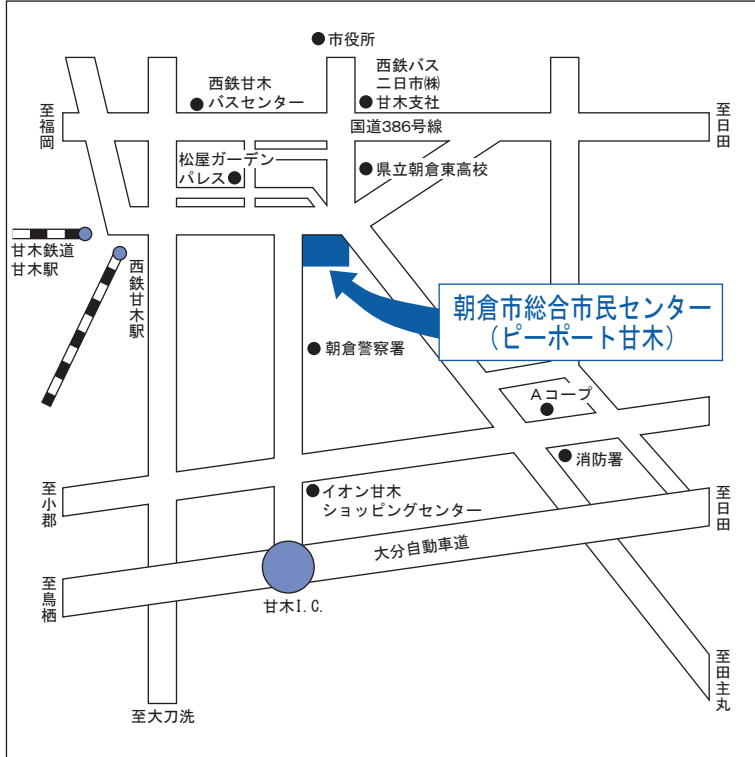 市役所
西鉄バス
二日市㈱
甘木支社
西鉄甘木
バスセンター
至福岡
国道386号線
至日田
松屋ガーデン
パレス
県立朝倉東高校
甘木鉄道
甘木駅
西鉄甘木駅
朝倉市総合市民センター
（ピーポート甘木）
朝倉警察署
Aコープ
消防署
至小郡
イオン甘木
ショッピングセンター
至日田
大分自動車道
至鳥栖
甘木I.C.
至田主丸
至大刀洗